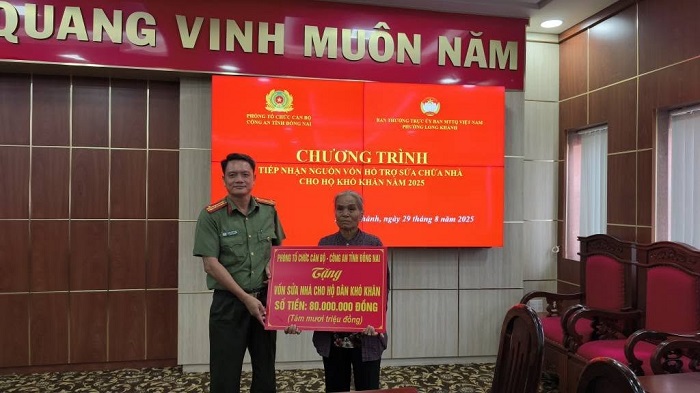 QUANG VINH MUÔN NĂM
PHÒNG TỔ CHỨC CÁN BỘ
CÔNG AN TỈNH ĐỒNG NAI
BAN THƯỜNG TRỰC UỶ BAN MTTQ VIỆT NAM
PHƯỜNG LONG KHÁNH
CHƯƠNG TRÌNH
TIẾP NHẬN NGUỒN VỐN HỖ TRỢ SỬA CHỮA NHÀ
CHO HỘ KHÓ KHĂN NĂM 2025
Khánh, ngày 29 tháng 8 năm 2025
PHÒNG TỔ CHỨC CÁN BỘ - CÔNG AN TỈNH ĐỒNG NAI
Tặng
VỐN SỬA NHÀ CHO HỘ DÂN KHÓ KHĂN
SỐ TIỀN: 80.000.000 ĐỒNG
(Tám mươi triệu đồng)